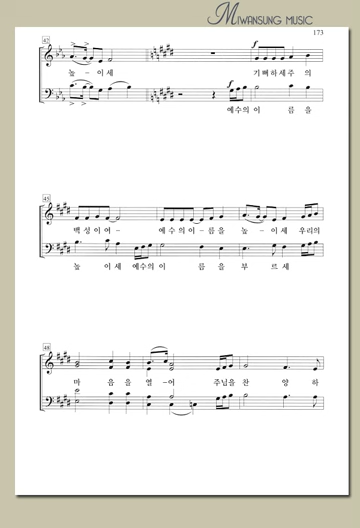 MIWANSUNG MUSIC
173
42
높 - 이세 기뻐하세주 의
예수의이 름 을
45
백 성 이 여 - 예 수 의 이 - 름 을 높 - 이 세 우리의
높 이 세 예수의 이 름 을 부 르 세
48
마 음 을 열 - 어 주님을 찬 양 하